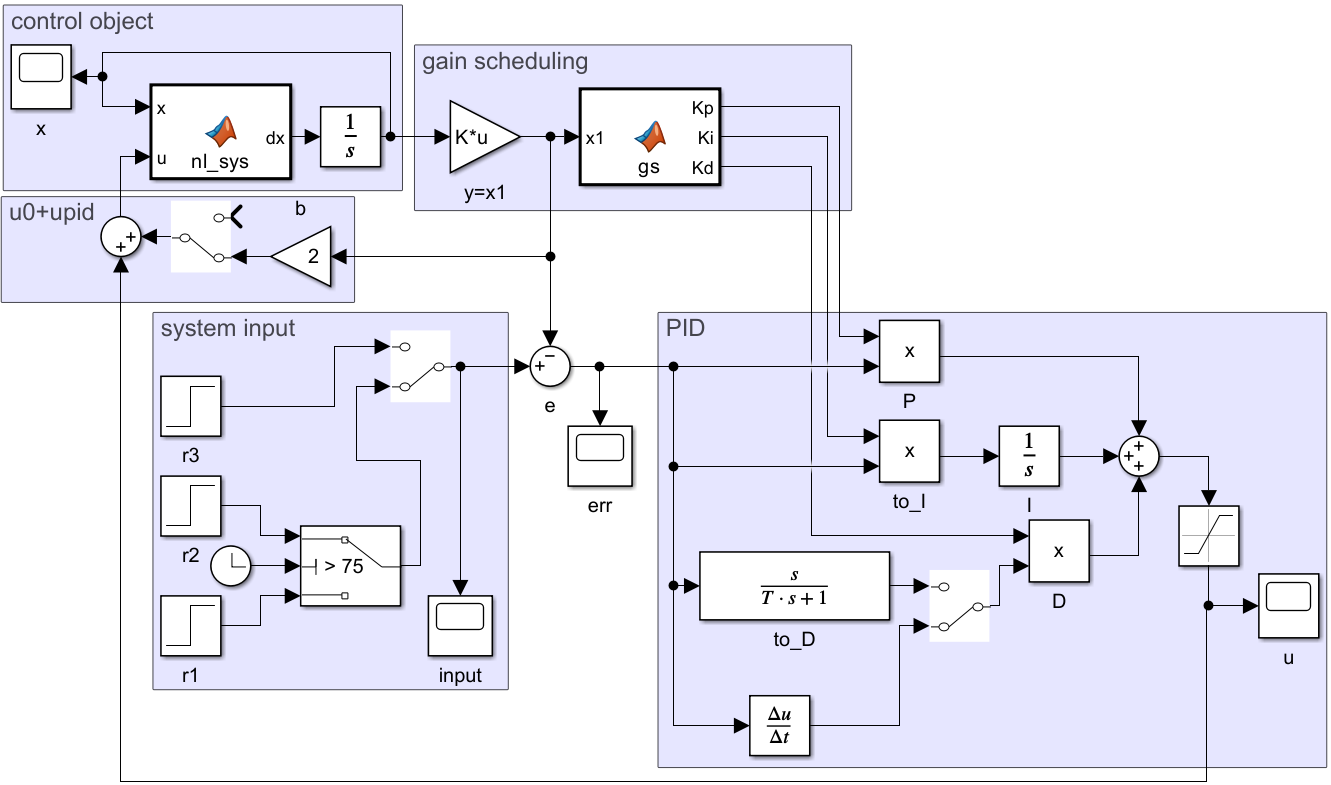 control object
x
x
u
nl_sys
dx
1
s
gain scheduling
K*u
y=x1
x1
gs
Kp
Ki
Kd
u0+upid
+
+
b
2
system input
r3
r2
r1
> 75
input
−
+
e
err
PID
x
P
x
to_I
1
s
I
+
+
+
s
T · s + 1
to_D
x
D
Δu
Δt
u